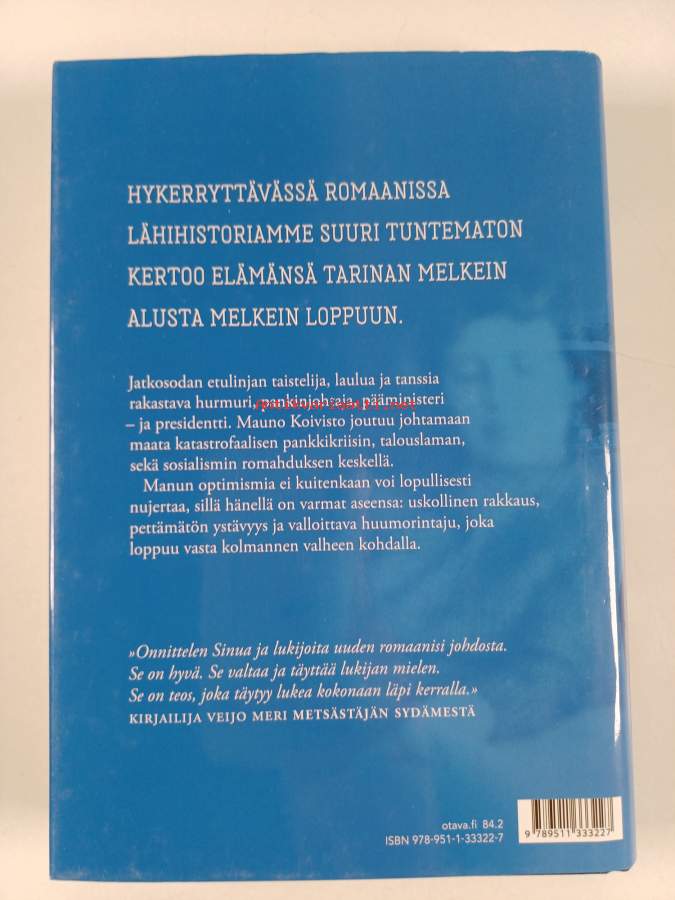 HYKERRYTTÄVÄSSÄ ROMAANISSA
LÄHIHISTORIAMME SUURI TUNTEMATON
KERTOO ELÄMÄNSÄ TARINAN MELKEIN
ALUSTA MELKEIN LOPPUUN.
Jatkosodan etulinjan taistelija, laulua ja tanssia
rakastava hurmuri, pankinjohtaja, pääministeri
– ja presidentti. Mauno Koivisto joutuu johtamaan
maata katastrofaalisen pankkikriisin, talouslaman,
sekä sosialismin romahduksen keskellä.
Manun optimismia ei kuitenkaan voi lopullisesti
nujertaa, sillä hänellä on varmat aseensa: uskollinen rakkaus,
pettämätön ystävyys ja valloittava huumorintaju, joka
loppuu vasta kolmannen valheen kohdalla.
»Onnittelen Sinua ja lukijoita uuden romaanisi johdosta.
Se on hyvä. Se valtaa ja täyttää lukijan mielen.
Se on teos, joka täytyy lukea kokonaan läpi kerralla.»
KIRJAILIJA VEIJO MERI METSÄSTÄJÄN SYDÄMESTÄ
otava.fi 84.2
ISBN 978-951-1-33322-7
9 789511 333227